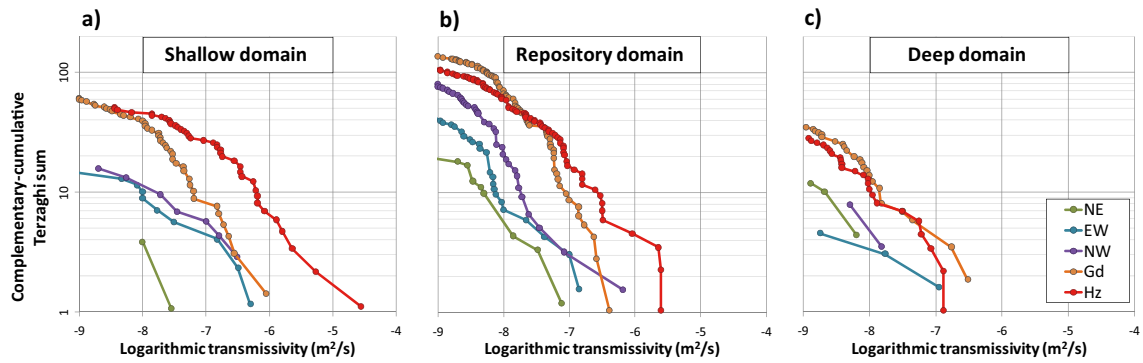 a)
Shallow domain
b)
Repository domain
c)
Deep domain
Complementary-cumulative
Terzaghi sum
100
10
1
-9 -8 -7 -6 -5 -4
-9 -8 -7 -6 -5 -4
-9 -8 -7 -6 -5 -4
Logarithmic transmissivity (m²/s)
Logarithmic transmissivity (m²/s)
Logarithmic transmissivity (m²/s)
NE
EW
NW
Gd
Hz